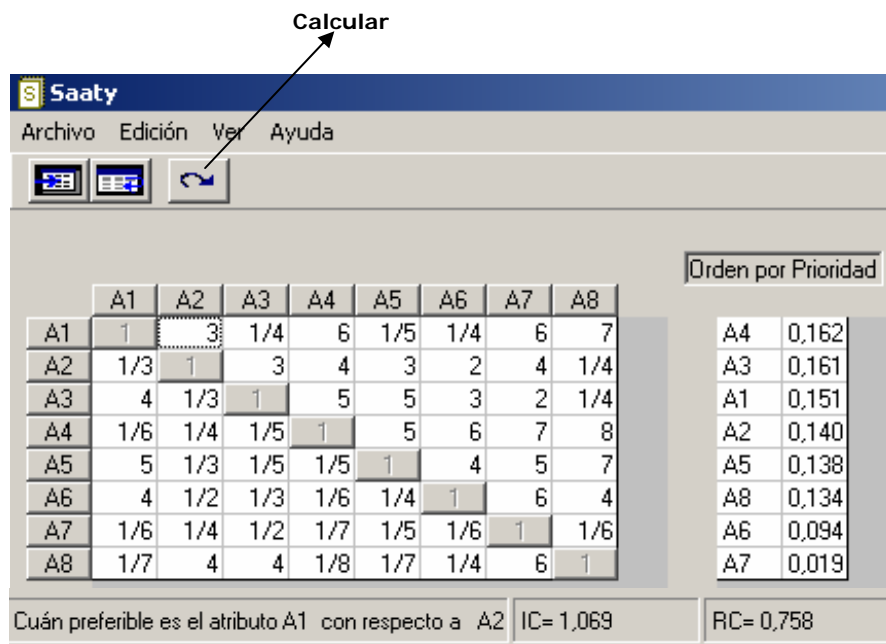 Calcular
Saaty
Archivo Edición Ver Ayuda
Orden por Prioridad
A1 A2 A3 A4 A5 A6 A7 A8
A1 1 3 1/4 6 1/5 1/4 6 7 A4 0,162
A2 1/3 1 3 4 3 2 4 1/4 A3 0,161
A3 4 1/3 1 5 5 3 2 1/4 A1 0,151
A4 1/6 1/4 1/5 1 5 6 7 8 A2 0,140
A5 5 1/3 1/5 1/5 1 4 5 7 A5 0,138
A6 4 1/2 1/3 1/6 1/4 1 6 4 A8 0,134
A7 1/6 1/4 1/2 1/7 1/5 1/6 1 1/6 A6 0,094
A8 1/7 4 4 1/8 1/7 1/4 6 1 A7 0,019
Cuán preferible es el atributo A1 con respecto a A2 IC= 1,069 RC= 0,758